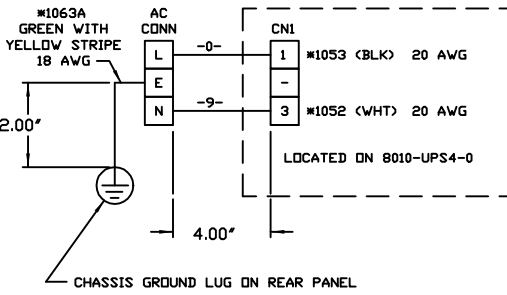 *1063A
GREEN WITH
YELLOW STRIPE
18 AWG
AC
CONN
CN1
L
-0-
1
*1053 (BLK) 20 AWG
E
-
N
-9-
3
*1052 (WHT) 20 AWG
2.00"
LOCATED ON 8010-UPS4-0
4.00"
CHASSIS GROUND LUG ON REAR PANEL